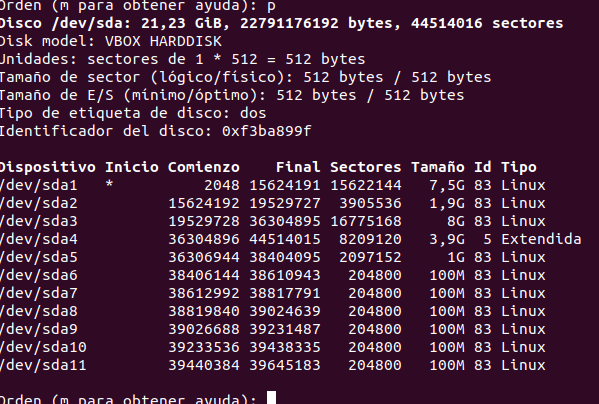 Orden (m para obtener ayuda): p
Disco /dev/sda: 21,23 GiB, 22791176192 bytes, 44514016 sectores
Disk model: VBOX HARDDISK
Unidades: sectores de 1 * 512 = 512 bytes
Tamaño de sector (lógico/físico): 512 bytes / 512 bytes
Tamaño de E/S (mínimo/óptimo): 512 bytes / 512 bytes
Tipo de etiqueta de disco: dos
Identificador del disco: 0xf3ba899f
Dispositivo Inicio Comienzo Final Sectores Tamaño Id Tipo
/dev/sda1 * 2048 15624191 15622144 7,5G 83 Linux
/dev/sda2 15624192 19529727 3905536 1,9G 83 Linux
/dev/sda3 19529728 36304895 16775168 8G 83 Linux
/dev/sda4 36304896 44514015 8209120 3,9G 5 Extendida
/dev/sda5 36306944 38404095 2097152 1G 83 Linux
/dev/sda6 38406144 38610943 204800 100M 83 Linux
/dev/sda7 38612992 38817791 204800 100M 83 Linux
/dev/sda8 38819840 39024639 204800 100M 83 Linux
/dev/sda9 39026688 39231487 204800 100M 83 Linux
/dev/sda10 39233536 39438335 204800 100M 83 Linux
/dev/sda11 39440384 39645183 204800 100M 83 Linux
Orden (m para obtener ayuda):